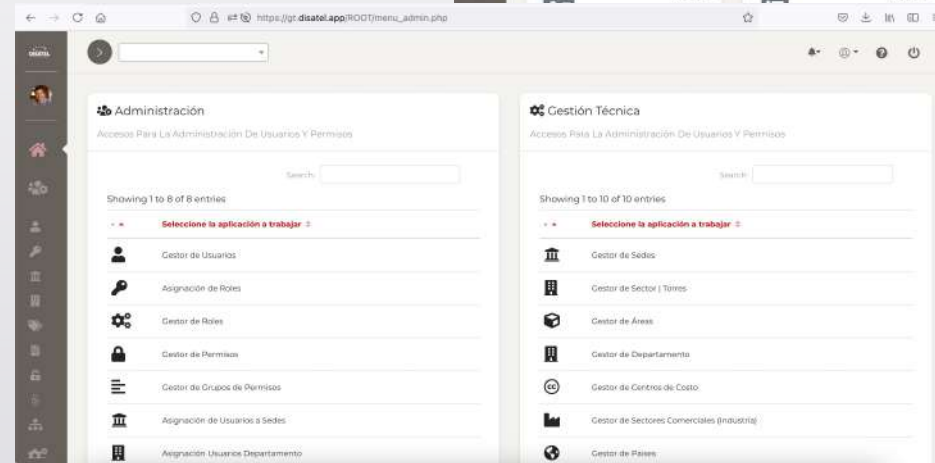 https://gt.disatel.app/ROOT/menu_admin.php
DISATEL
Administración
Accesos Para La Administración De Usuarios Y Permisos
Search:
Showing 1 to 8 of 8 entries
Seleccione la aplicación a trabajar
Gestor de Usuarios
Asignación de Roles
Gestor de Roles
Gestor de Permisos
Gestor de Grupos de Permisos
Asignación de Usuarios a Sedes
Asignación Usuarios Departamento
Gestión Técnica
Accesos Para La Administración De Usuarios Y Permisos
Search:
Showing 1 to 10 of 10 entries
Seleccione la aplicación a trabajar
Gestor de Sedes
Gestor de Sector | Torres
Gestor de Áreas
Gestor de Departamento
Gestor de Centros de Costo
Gestor de Sectores Comerciales (Industria)
Gestor de Paises